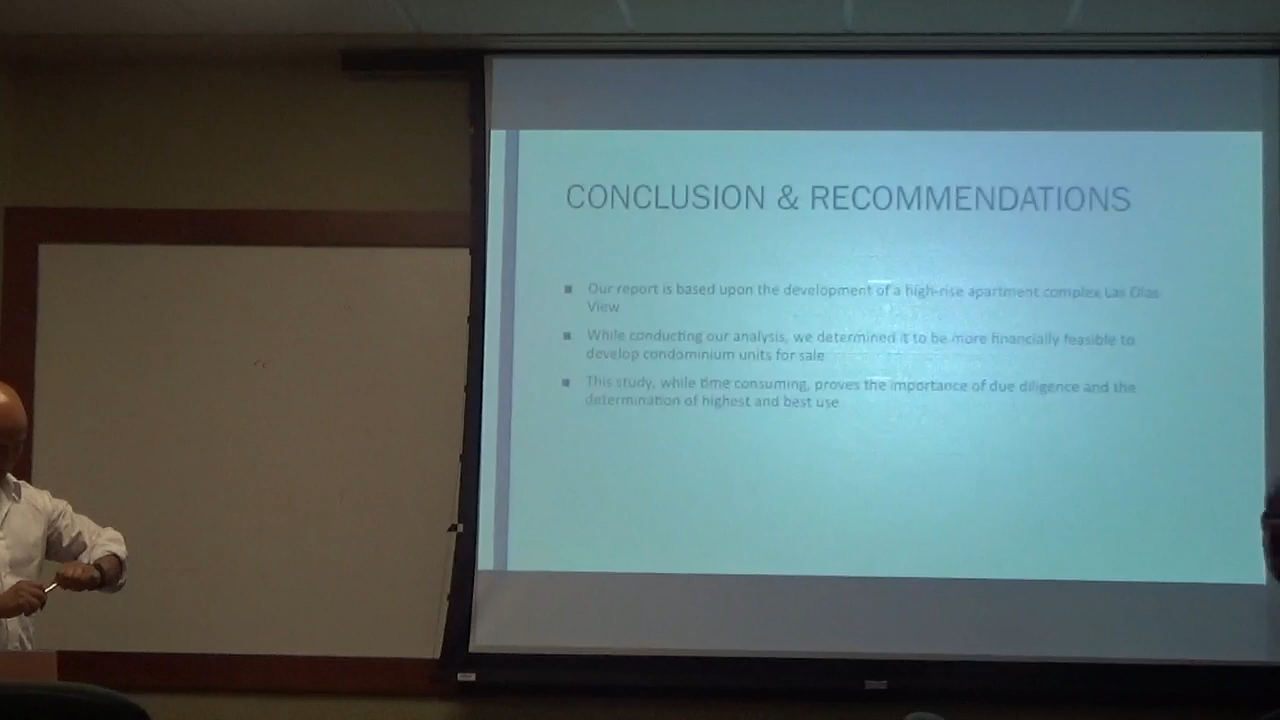 CONCLUSION & RECOMMENDATIONS
■ Our report is based upon the development of a high-rise apartment complex Las Olas
View
■ While conducting our analysis, we determined it to be more financially feasible to
develop condominium units for sale
■ This study, while time consuming, proves the importance of due diligence and the
determination of highest and best use